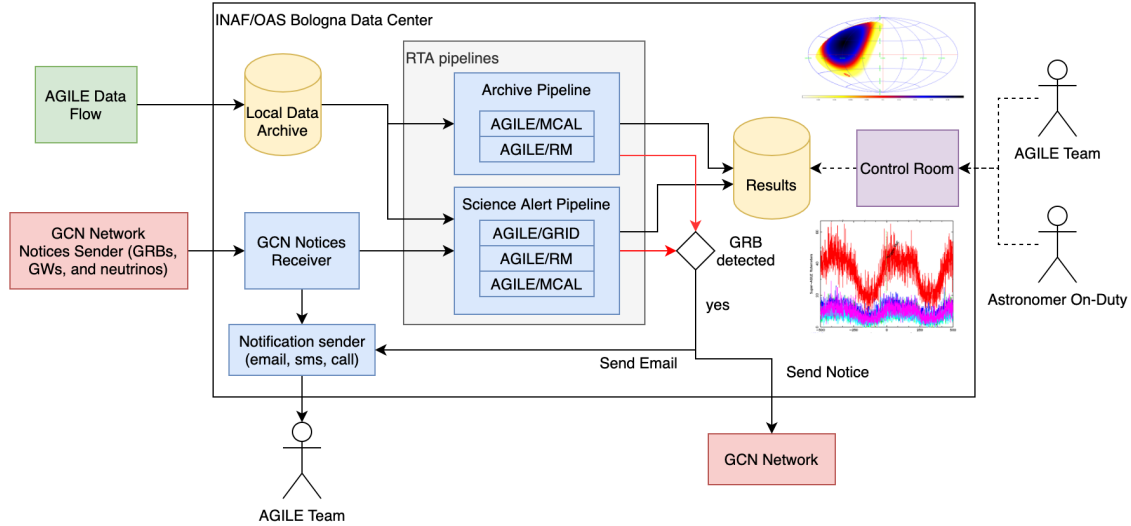 INAF/OAS Bologna Data Center
AGILE Data
Flow
Local Data
Archive
RTA pipelines
Archive Pipeline
AGILE/MCAL
AGILE/RM
Science Alert Pipeline
AGILE/GRID
AGILE/RM
AGILE/MCAL
Results
Control Room
AGILE Team
Astronomer On-Duty
GCN Network
Notices Sender (GRBs,
GWs, and neutrinos)
GCN Notices
Receiver
GRB
detected
yes
Notification sender
(email, sms, call)
Send Email
Send Notice
AGILE Team
GCN Network